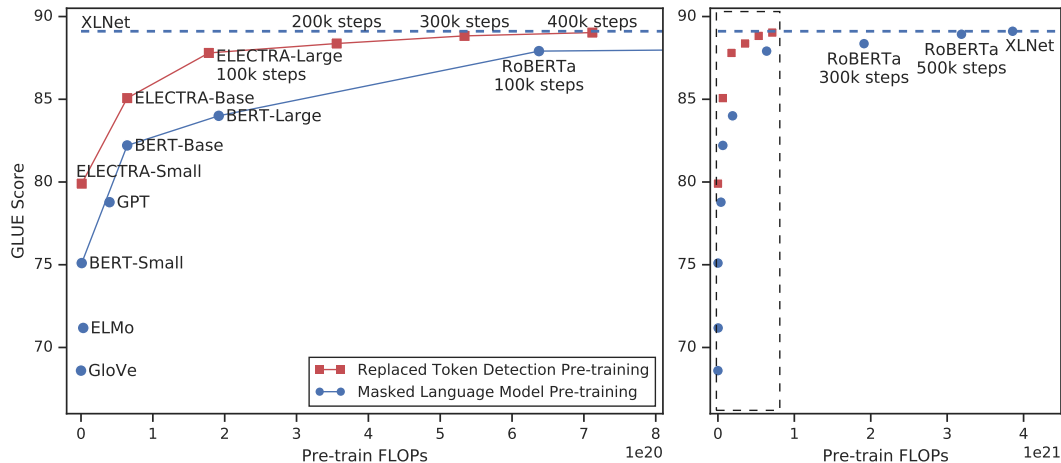 90
85
80
75
70
GLUE Score
XLNet
200k steps
300k steps
400k steps
ELECTRA-Large
100k steps
RoBERTa
100k steps
ELECTRA-Base
BERT-Large
BERT-Base
ELECTRA-Small
GPT
BERT-Small
ELMo
GloVe
Replaced Token Detection Pre-training
Masked Language Model Pre-training
0 1 2 3 4 5 6 7 8
1e20
Pre-train FLOPs
90
85
80
75
70
RoBERTa
300k steps
RoBERTa
500k steps
XLNet
0 1 2 3 4
1e21
Pre-train FLOPs